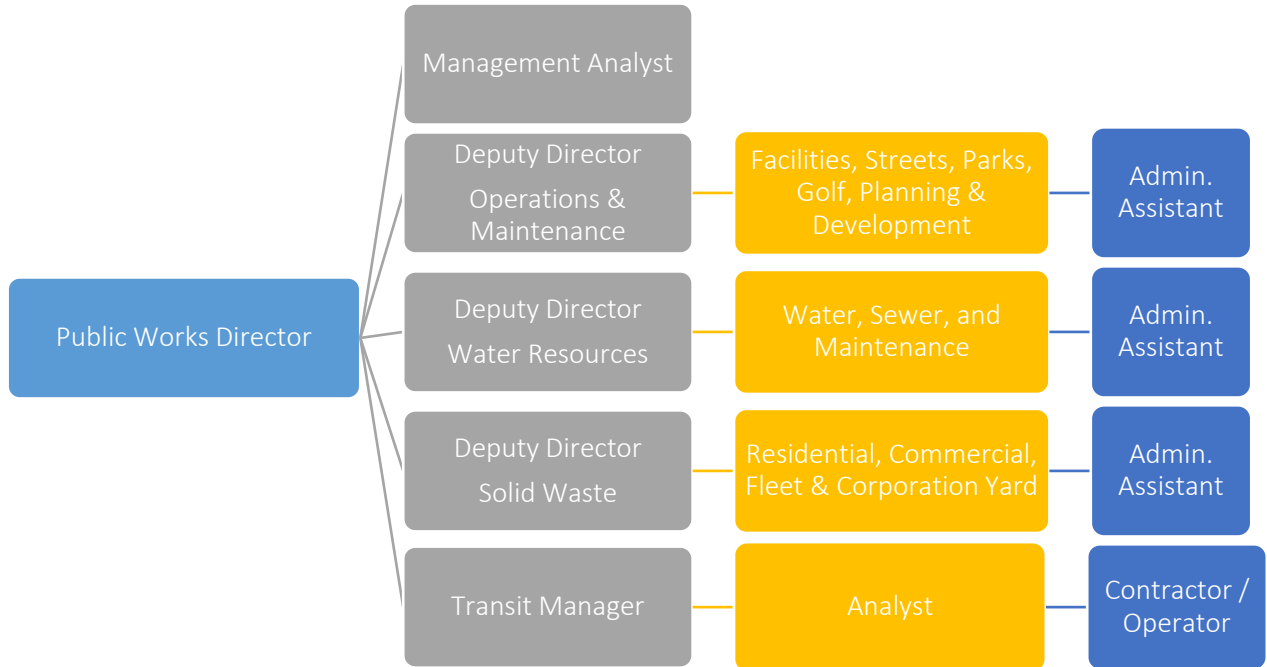 Public Works Director
Management Analyst
Deputy Director
Operations &
Maintenance
Facilities, Streets, Parks,
Golf, Planning &
Development
Admin.
Assistant
Deputy Director
Water Resources
Water, Sewer, and
Maintenance
Admin.
Assistant
Deputy Director
Solid Waste
Residential, Commercial,
Fleet & Corporation Yard
Admin.
Assistant
Transit Manager
Analyst
Contractor /
Operator